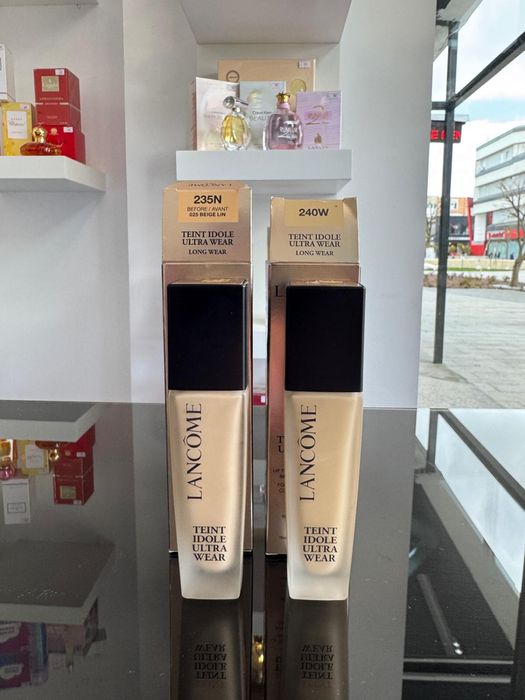 235N
BEFORE / AVANT
025 BEIGE LIN
TEINT IDOLE
ULTRA WEAR
LONG WEAR
240W
TEINT IDOLE
ULTRA WEAR
LONG WEAR
LANCÔME
TEINT
IDOLE
ULTRA
WEAR
LANCÔME
TEINT
IDOLE
ULTRA
WEAR